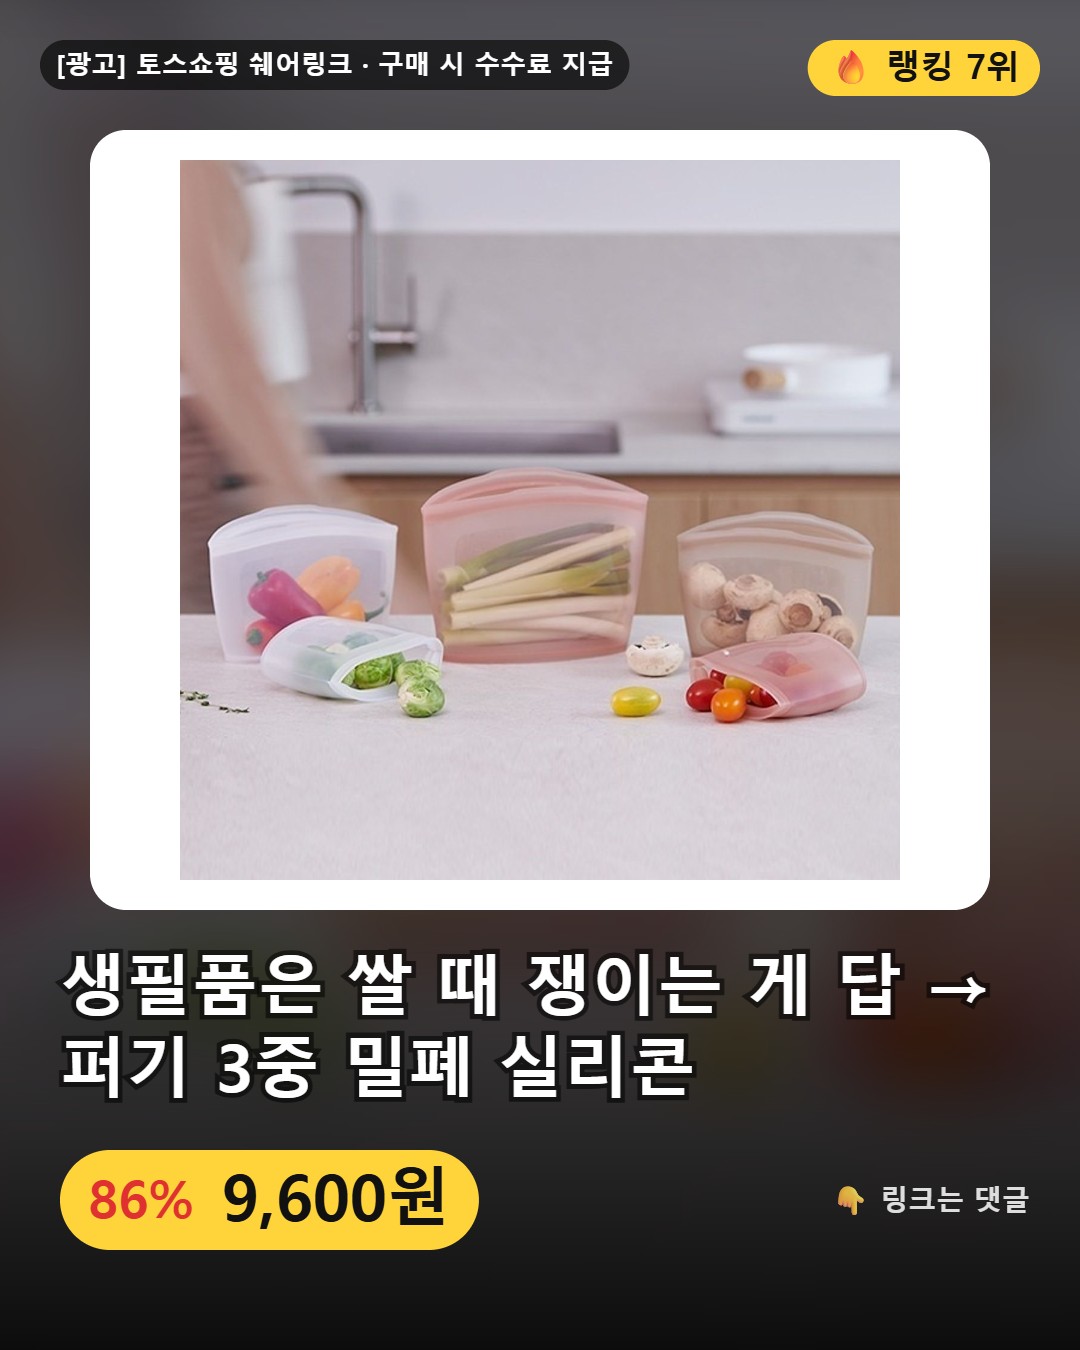 [광고] 토스쇼핑 쉐어링크 · 구매 시 수수료 지급
🔥 랭킹 7위
생필품은 쌀 때 쟁이는 게 답 →
퍼기 3중 밀폐 실리콘
86% 9,600원
👇 링크는 댓글